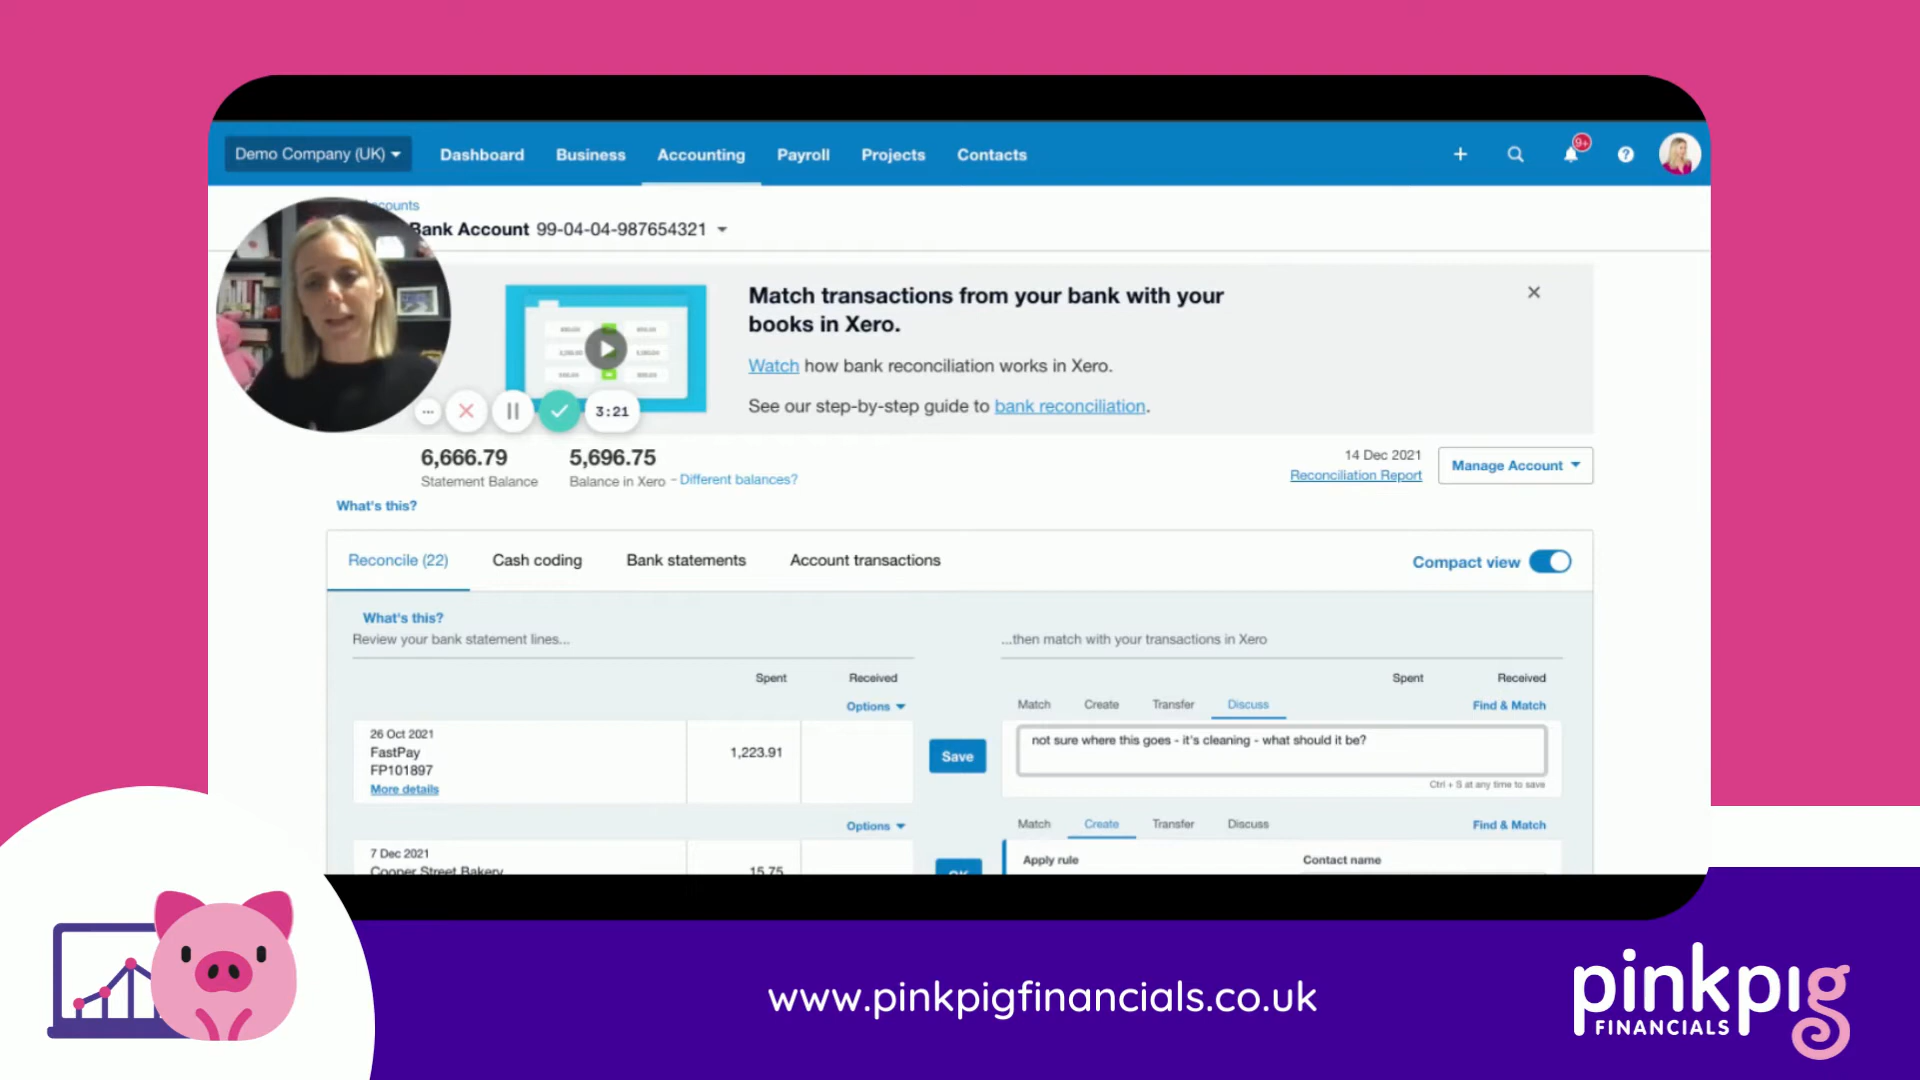 Demo Company (UK)
Dashboard
Business
Accounting
Payroll
Projects
Contacts
9+
Bank Account 99-04-04-987654321
Match transactions from your bank with your
books in Xero.
Watch how bank reconciliation works in Xero.
See our step-by-step guide to bank reconciliation.
3:21
6,666.79
Statement Balance
5,696.75
Balance in Xero - Different balances?
14 Dec 2021
Reconciliation Report
Manage Account
What's this?
Reconcile (22)
Cash coding
Bank statements
Account transactions
Compact view
What's this?
Review your bank statement lines...
...then match with your transactions in Xero
Spent
Received
Spent
Received
Options
Match
Create
Transfer
Discuss
Find & Match
26 Oct 2021
FastPay
FP101897
More details
1,223.91
Save
not sure where this goes - it's cleaning - what should it be?
Ctrl + S at any time to save
Options
Match
Create
Transfer
Discuss
Find & Match
7 Dec 2021
Cooper Street Bakery
15.75
OK
Apply rule
Contact name
www.pinkpigfinancials.co.uk
pinkpig
FINANCIALS